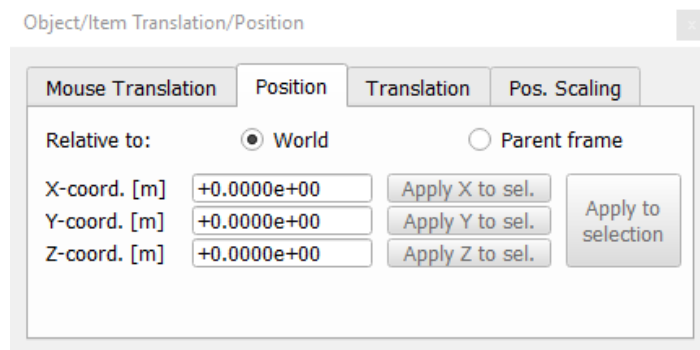 Object/Item Translation/Position
x
Mouse Translation Position Translation Pos. Scaling
Relative to: World Parent frame
X-coord. [m] +0.0000e+00 Apply X to sel.
Y-coord. [m] +0.0000e+00 Apply Y to sel.
Z-coord. [m] +0.0000e+00 Apply Z to sel.
Apply to
selection